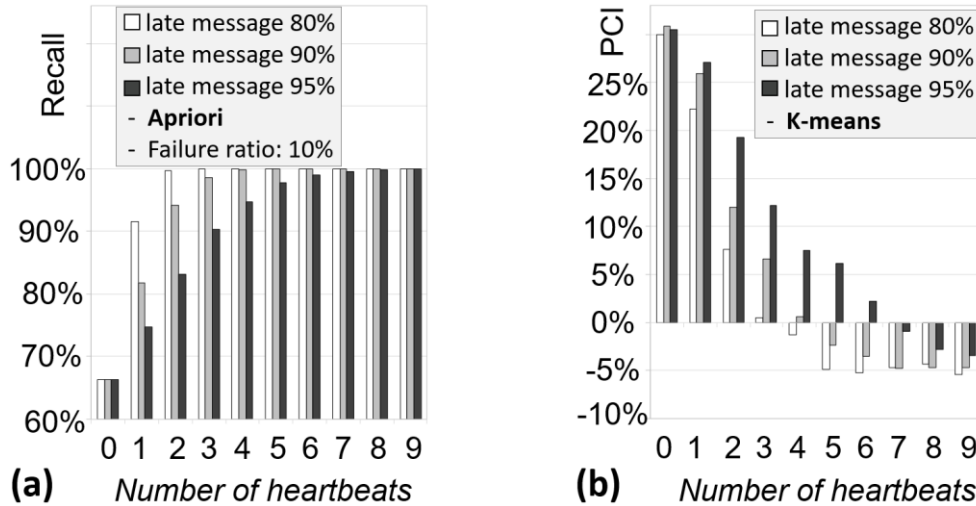 Recall
late message 80%
late message 90%
late message 95%
- Apriori
- Failure ratio: 10%
100%
90%
80%
70%
60%
0 1 2 3 4 5 6 7 8 9
(a) Number of heartbeats
PCI
late message 80%
late message 90%
late message 95%
- K-means
25%
20%
15%
10%
5%
0%
-5%
-10%
0 1 2 3 4 5 6 7 8 9
(b) Number of heartbeats